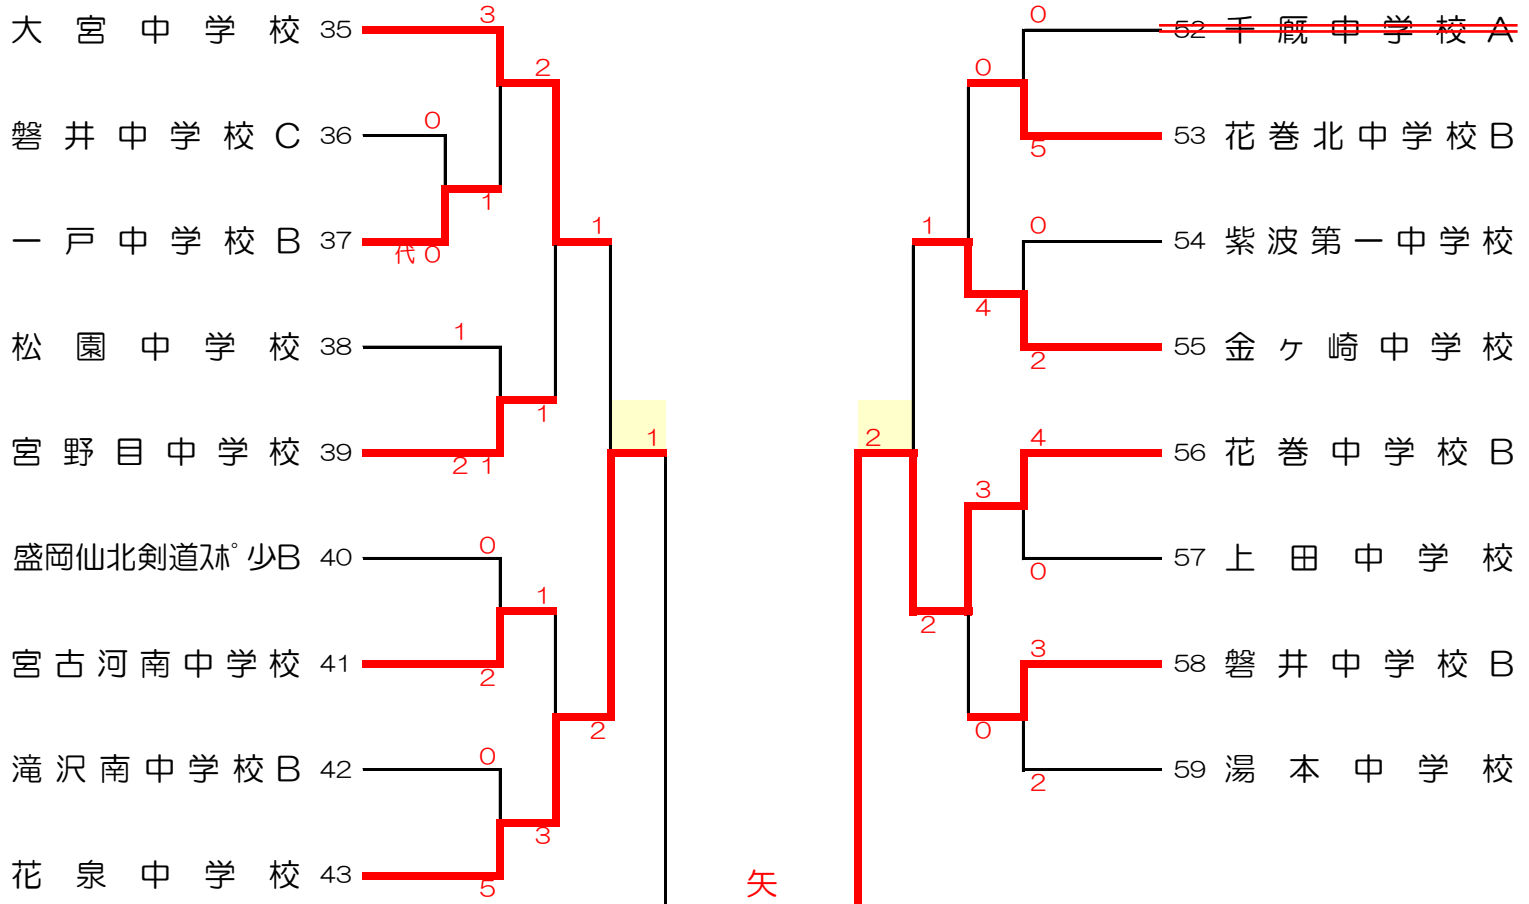 大宮中学校 35 3
0 52 千厩中学校A
2
0
磐井中学校C 36 0
5 53 花巻北中学校B
1
一戸中学校B 37 代0
1
1
0 54 紫波第一中学校
4
松園中学校 38 1
2 55 金ヶ崎中学校
1
宮野目中学校 39 2 1
1
2
4 56 花巻中学校B
3
盛岡仙北剣道スポ少B 40 0
0 57 上田中学校
1
2
宮古河南中学校 41 2
3 58 磐井中学校B
2
0
滝沢南中学校B 42 0
2 59 湯本中学校
3
花泉中学校 43 5
矢